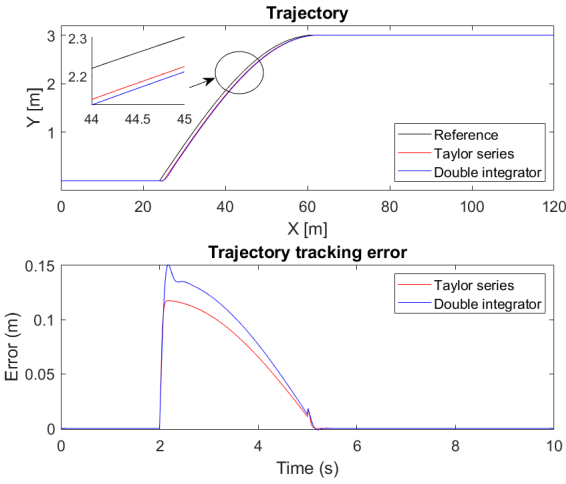 Trajectory
3
2
1
Y [m]
2.3
2.2
44 44.5 45
Reference
Taylor series
Double integrator
0 20 40 60 80 100 120
X [m]
Trajectory tracking error
0.15
0.1
0.05
0
Error (m)
Taylor series
Double integrator
0 2 4 6 8 10
Time (s)